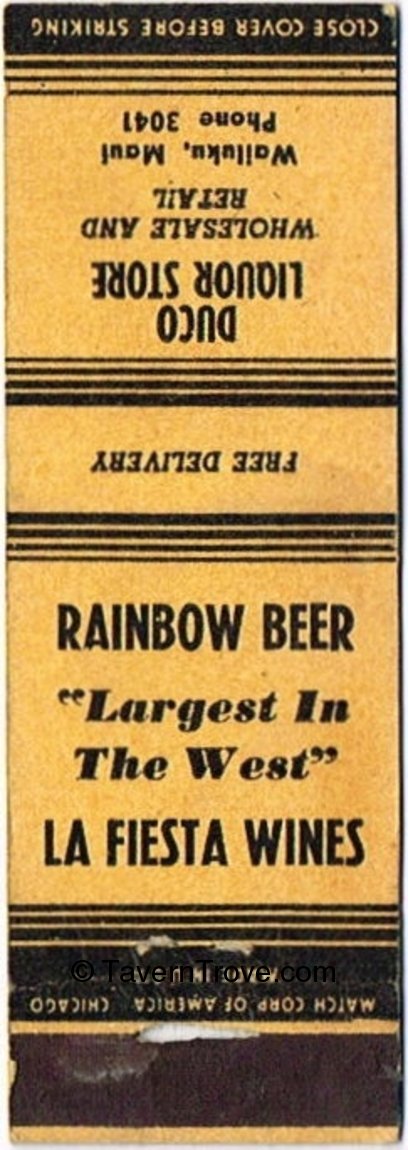 CLOSE COVER BEFORE STRIKING
DUCO
LIQUOR STORE
WHOLESALE AND
RETAIL
Wailuku, Maui
Phone 3041
FREE DELIVERY
RAINBOW BEER
"Largest In
The West"
LA FIESTA WINES
© TavernTrove.com
MATCH CORP OF AMERICA, CHICAGO